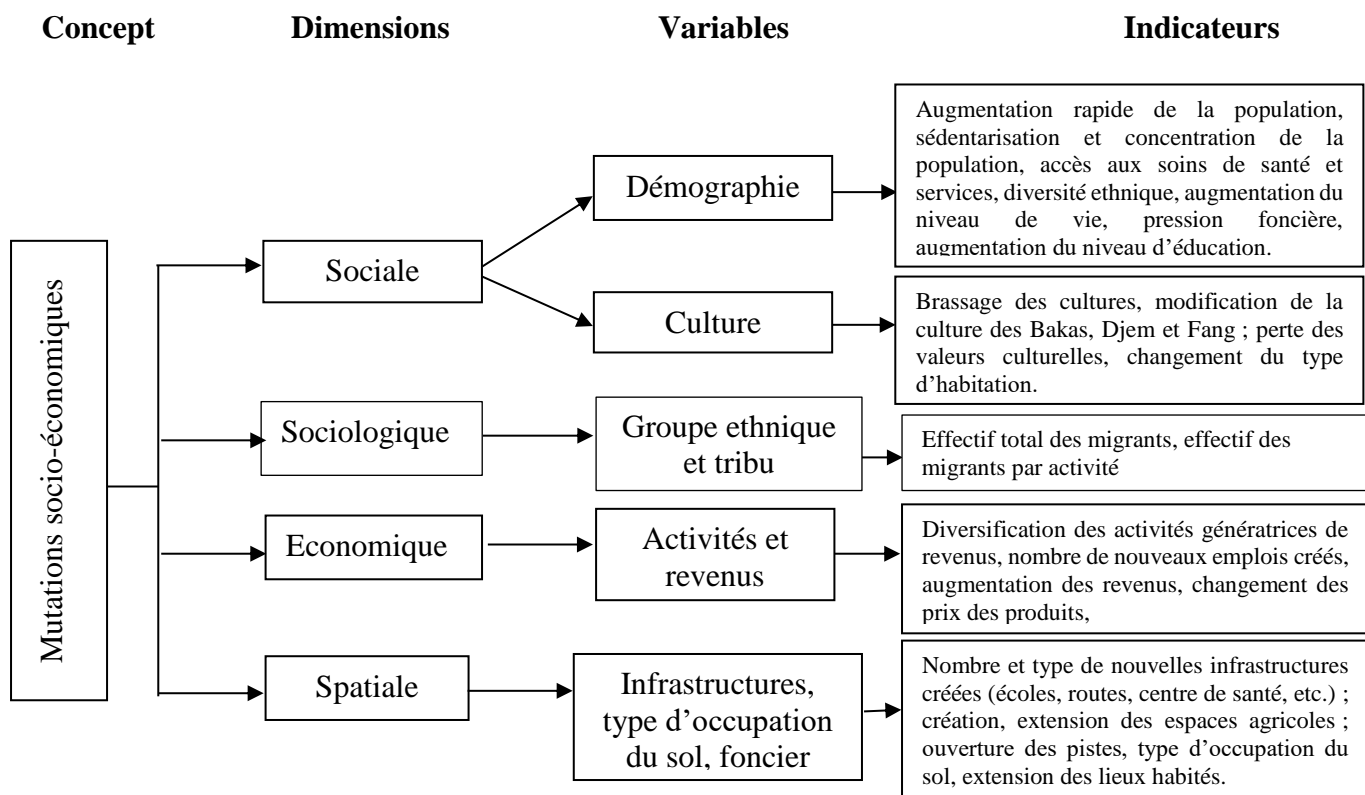 Concept Dimensions Variables Indicateurs
Mutations socio-économiques
Sociale
Démographie
Augmentation rapide de la population,
sédentarisation et concentration de la
population, accès aux soins de santé et
services, diversité ethnique, augmentation du
niveau de vie, pression foncière,
augmentation du niveau d’éducation.
Culture
Brassage des cultures, modification de la
culture des Bakas, Djem et Fang ; perte des
valeurs culturelles, changement du type
d’habitation.
Sociologique
Groupe ethnique
et tribu
Effectif total des migrants, effectif des
migrants par activité
Economique
Activités et
revenus
Diversification des activités génératrices de
revenus, nombre de nouveaux emplois créés,
augmentation des revenus, changement des
prix des produits,
Spatiale
Infrastructures,
type d’occupation
du sol, foncier
Nombre et type de nouvelles infrastructures
créées (écoles, routes, centre de santé, etc.) ;
création, extension des espaces agricoles ;
ouverture des pistes, type d’occupation du
sol, extension des lieux habités.